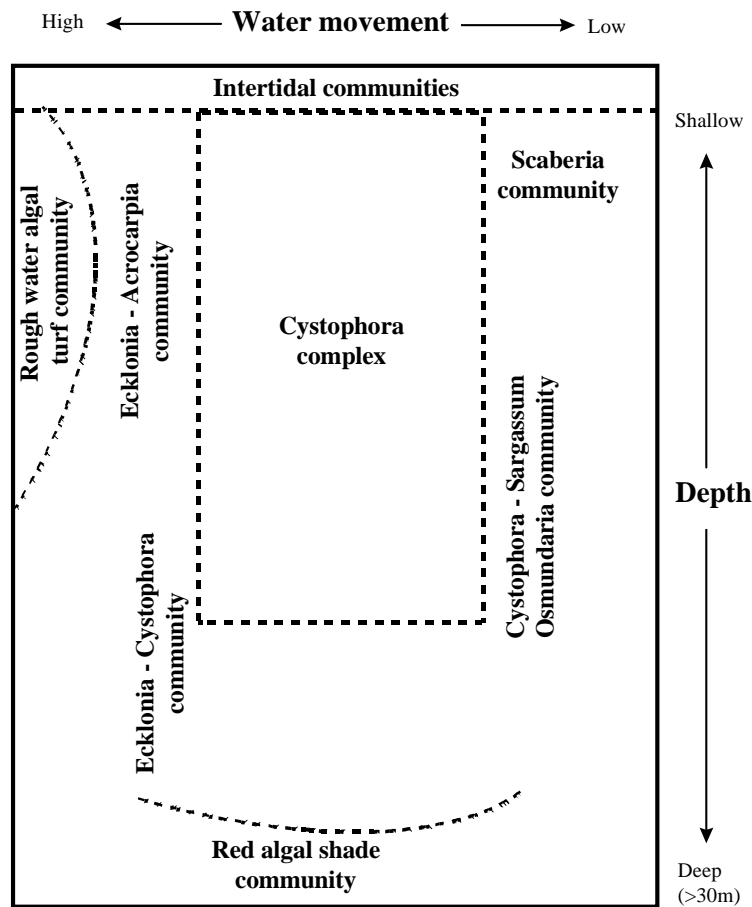 High
Water movement
Low
Intertidal communities
Shallow
Scaberia
community
Rough water algal
turf community
Ecklonia - Acrocarpia
community
Cystophora
complex
Cystophora - Sargassum
Osmundaria community
Depth
Ecklonia - Cystophora
community
Red algal shade
community
Deep
(>30m)